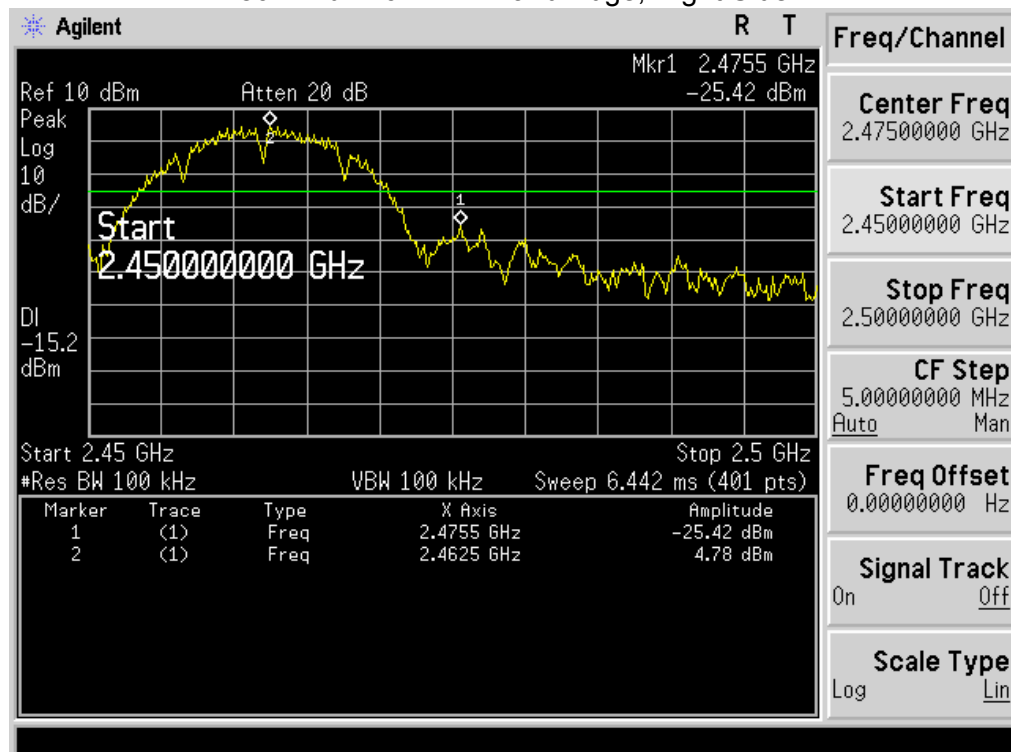 Agilent R T
Mkr1 2.4755 GHz
Ref 10 dBm Atten 20 dB -25.42 dBm
Peak
Log
10
dB/
2
1
Start
2.450000000 GHz
DI
-15.2
dBm
Start 2.45 GHz Stop 2.5 GHz
#Res BW 100 kHz VBW 100 kHz Sweep 6.442 ms (401 pts)
Marker Trace Type X Axis Amplitude
1 (1) Freq 2.4755 GHz -25.42 dBm
2 (1) Freq 2.4625 GHz 4.78 dBm
Freq/Channel
Center Freq
2.47500000 GHz
Start Freq
2.45000000 GHz
Stop Freq
2.50000000 GHz
CF Step
5.00000000 MHz
Auto Man
Freq Offset
0.00000000 Hz
Signal Track
On Off
Scale Type
Log Lin